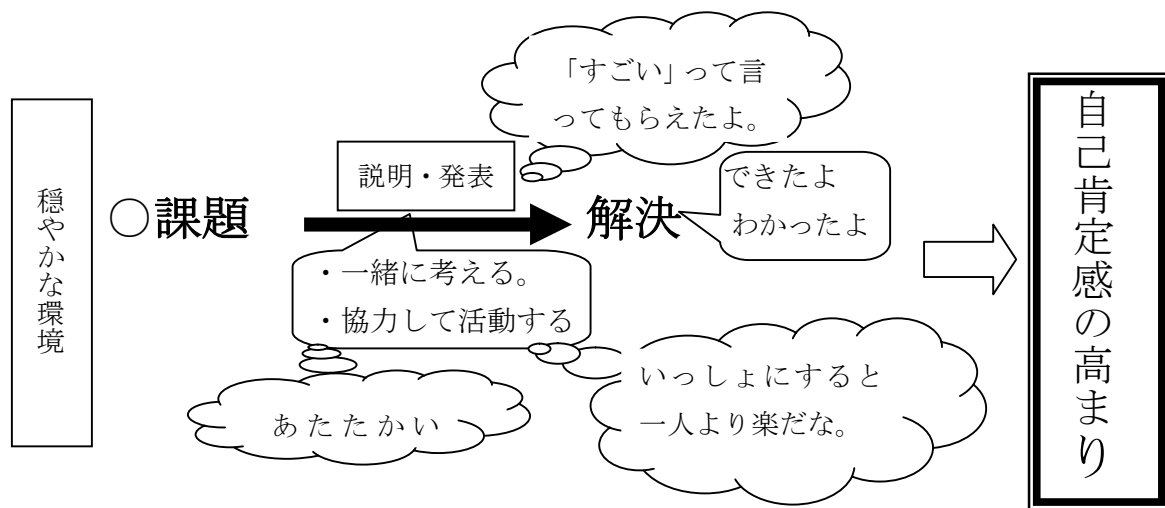 穏やかな環境
○課題
説明・発表
・一緒に考える。
・協力して活動する
あたたかい
「すごい」って言
ってもらえたよ。
解決
できたよ
わかったよ
いっしょにすると
一人より楽だな。
自己肯定感の高まり